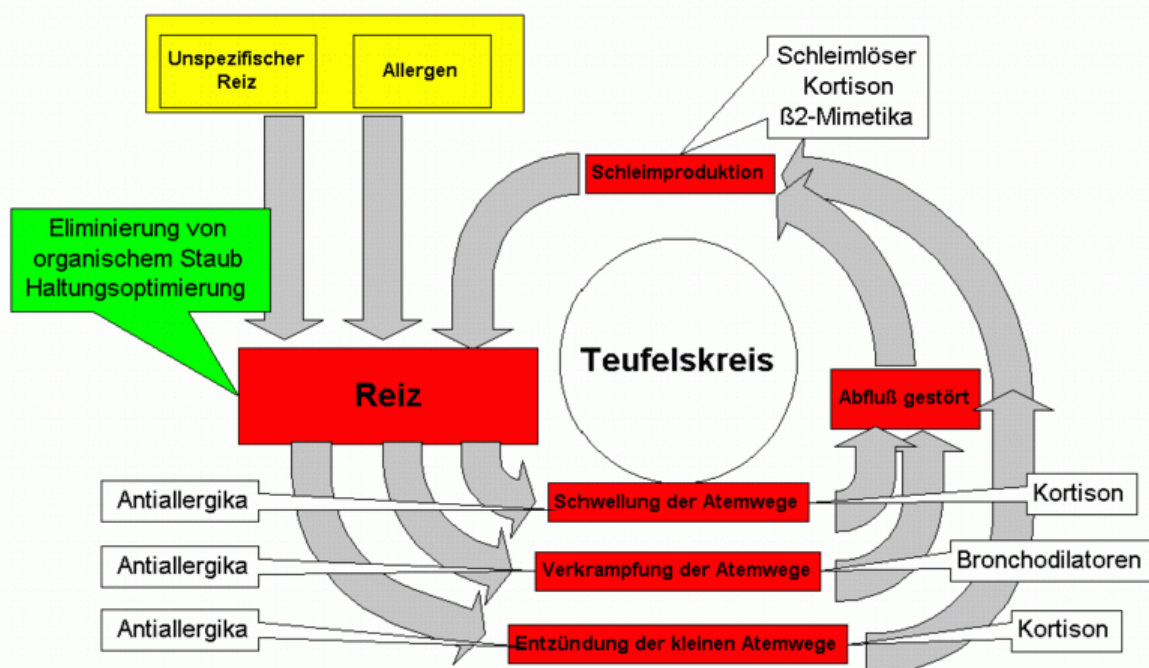 Unspezifischer
Reiz
Allergen
Schleimlöser
Kortison
ß2-Mimetika
Schleimproduktion
Eliminierung von
organischem Staub
Haltungsoptimierung
Teufelskreis
Reiz
Abfluß gestört
Antiallergika
Schwellung der Atemwege
Kortison
Antiallergika
Verkrampfung der Atemwege
Bronchodilatoren
Antiallergika
Entzündung der kleinen Atemwege
Kortison